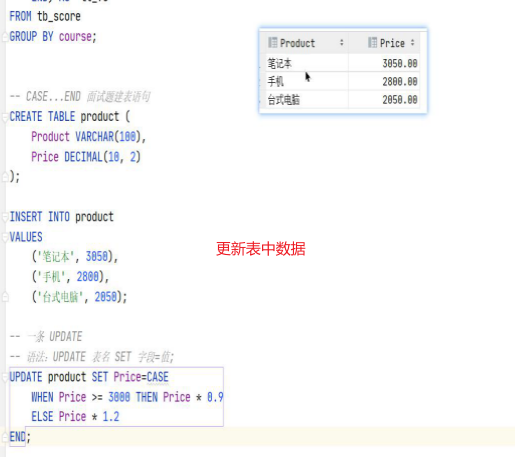 FROM tb_score
GROUP BY course;
Product Price
笔记本 3050.00
手机 2800.00
台式电脑 2050.00
-- CASE...END 面试题建表语句
CREATE TABLE product (
Product VARCHAR(100),
Price DECIMAL(10, 2)
);
INSERT INTO product
VALUES
('笔记本', 3050),
('手机', 2800),
('台式电脑', 2050);
更新表中数据
-- 一条 UPDATE
-- 语法：UPDATE 表名 SET 字段=值;
UPDATE product SET Price=CASE
WHEN Price >= 3000 THEN Price * 0.9
ELSE Price * 1.2
END;